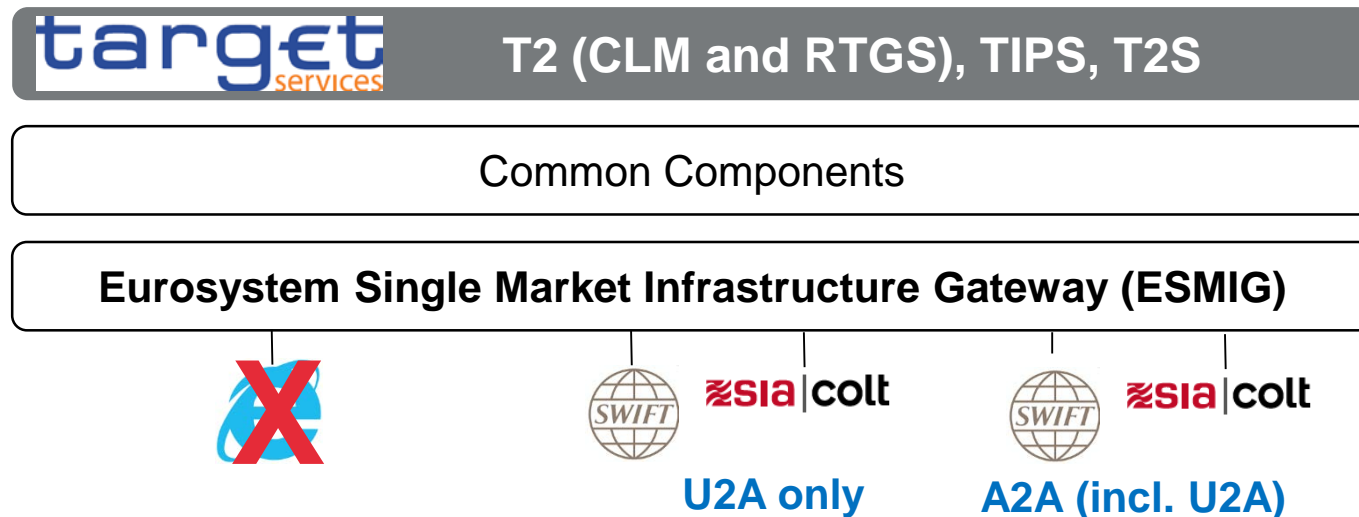 target
services
T2 (CLM and RTGS), TIPS, T2S
Common Components
Eurosystem Single Market Infrastructure Gateway (ESMIG)
X
SWIFT
sia|colt
SWIFT
sia|colt
U2A only
A2A (incl. U2A)